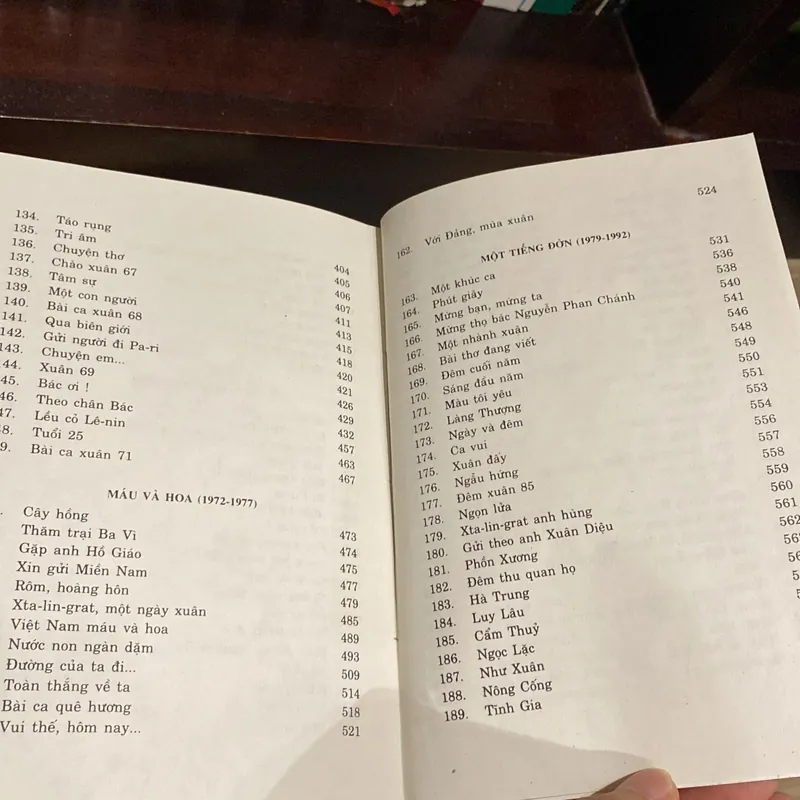 134. Táo rụng 404
135. Tri âm 405
136. Chuyện thơ 406
137. Chào xuân 67 407
138. Tâm sự 411
139. Một con người 413
140. Bài ca xuân 68 415
141. Qua biên giới 418
142. Gửi người đi Pa-ri 420
143. Chuyện em... 421
44. Xuân 69 426
45. Bác ơi ! 429
46. Theo chân Bác 432
47. Lều cỏ Lê-nin 457
8. Tuổi 25 463
9. Bài ca xuân 71 467
MÁU VÀ HOA (1972-1977)
Cây hồng 473
Thăm trại Ba Vì 474
Gặp anh Hồ Giáo 475
Xin gửi Miền Nam 477
Rôm, hoàng hôn 479
Xta-lin-grat, một ngày xuân 485
Việt Nam máu và hoa 489
Nước non ngàn dặm 493
Đường của ta đi... 509
Toàn thắng về ta 514
Bài ca quê hương 518
Vui thế, hôm nay... 521
162. Với Đảng, mùa xuân 524
MỘT TIẾNG ĐỜN (1979-1992)
163. Một khúc ca 531
164. Phút giây 536
165. Mừng bạn, mừng ta 538
166. Mừng thọ bác Nguyễn Phan Chánh 540
167. Một nhành xuân 541
168. Bài thơ đang viết 546
169. Đêm cuối năm 548
170. Sáng đầu năm 549
171. Màu tôi yêu 550
172. Làng Thượng 551
173. Ngày và đêm 553
174. Ca vui 554
175. Xuân đấy 556
176. Ngẫu hứng 557
177. Đêm xuân 85 558
178. Ngọn lửa 559
179. Xta-lin-grat anh hùng 560
180. Gửi theo anh Xuân Diệu 561
181. Phồn Xương 562
182. Đêm thu quan họ
183. Hà Trung
184. Luy Lâu
185. Cẩm Thuỷ
186. Ngọc Lặc
187. Như Xuân
188. Nông Cống
189. Tĩnh Gia